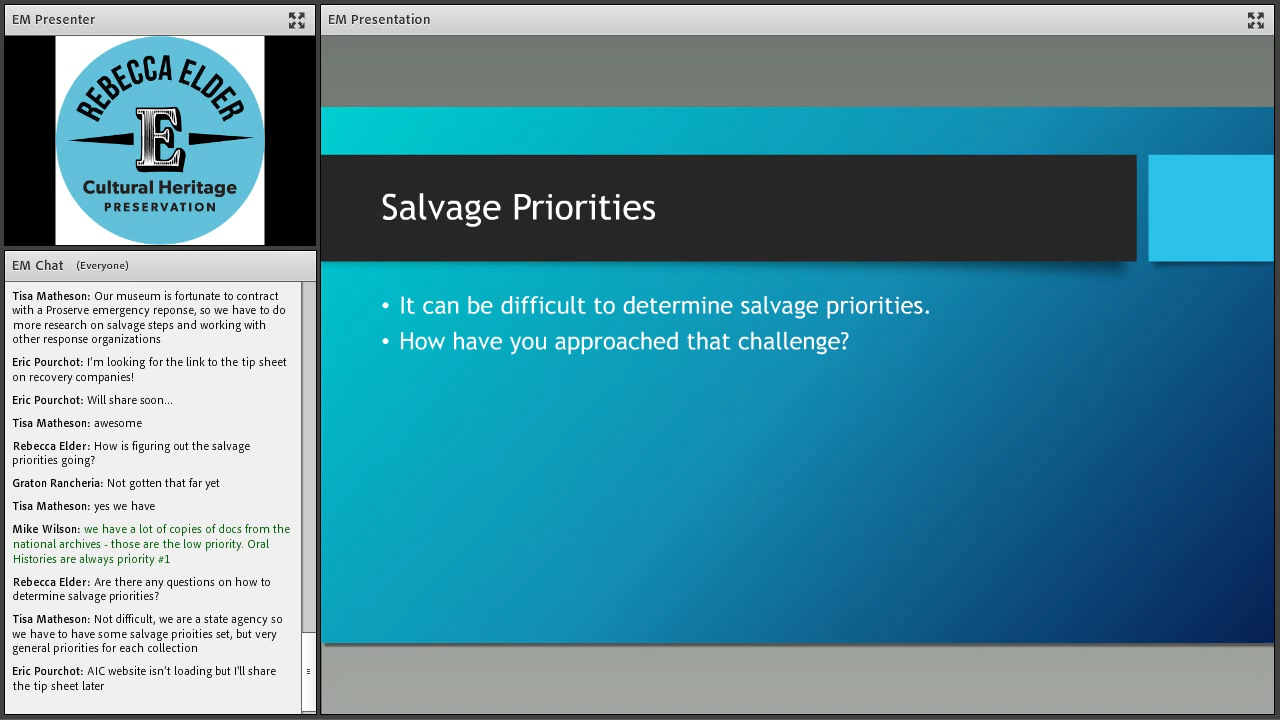 EM Presenter
REBECCA ELDER
E
Cultural Heritage
PRESERVATION
EM Chat (Everyone)
Tisa Matheson: Our museum is fortunate to contract
with a Proserve emergency reponse, so we have to do
more research on salvage steps and working with
other response organizations
Eric Pourchot: I'm looking for the link to the tip sheet
on recovery companies!
Eric Pourchot: Will share soon...
Tisa Matheson: awesome
Rebecca Elder: How is figuring out the salvage
priorities going?
Graton Rancheria: Not gotten that far yet
Tisa Matheson: yes we have
Mike Wilson: we have a lot of copies of docs from the
national archives - those are the low priority. Oral
Histories are always priority #1
Rebecca Elder: Are there any questions on how to
determine salvage priorities?
Tisa Matheson: Not difficult, we are a state agency so
we have to have some salvage prioities set, but very
general priorities for each collection
Eric Pourchot: AIC website isn't loading but I'll share
the tip sheet later
EM Presentation
Salvage Priorities
• It can be difficult to determine salvage priorities.
• How have you approached that challenge?